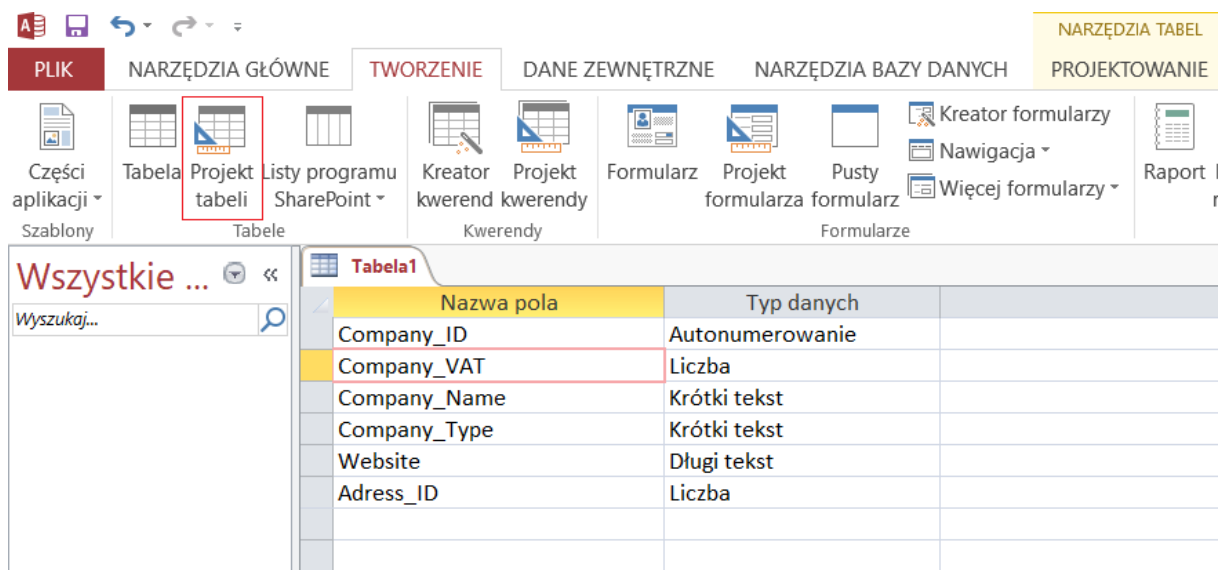 NARZĘDZIA TABEL
PLIK NARZĘDZIA GŁÓWNE TWORZENIE DANE ZEWNĘTRZNE NARZĘDZIA BAZY DANYCH PROJEKTOWANIE
Części aplikacji
Tabela
Projekt tabeli
Listy programu SharePoint
Kreator kwerend
Projekt kwerendy
Formularz
Projekt formularza
Pusty formularz
Kreator formularzy
Nawigacja
Więcej formularzy
Raport
Szablony Tabele Kwerendy Formularze
Wszystkie ...
Wyszukaj...
Tabela1
Nazwa pola Typ danych
Company_ID Autonumerowanie
Company_VAT Liczba
Company_Name Krótki tekst
Company_Type Krótki tekst
Website Długi tekst
Adress_ID Liczba